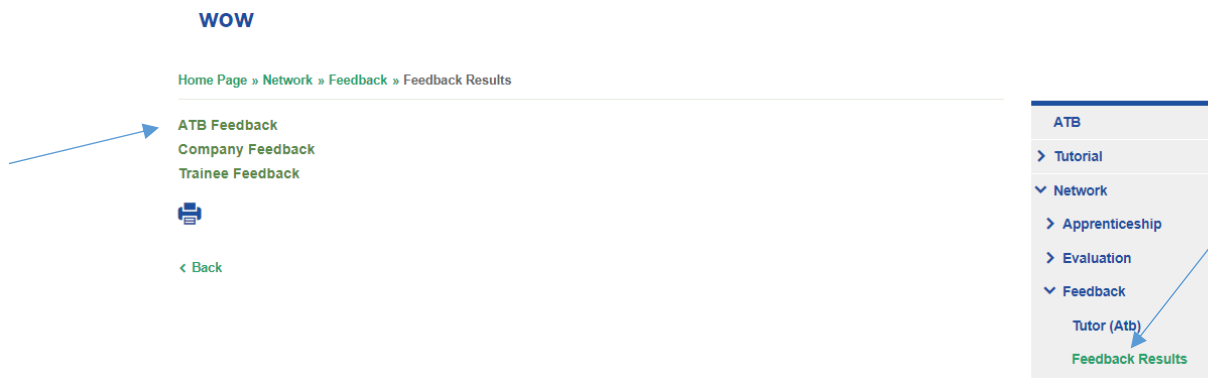 WOW
Home Page » Network » Feedback » Feedback Results
ATB Feedback
Company Feedback
Trainee Feedback
< Back
ATB
> Tutorial
Network
> Apprenticeship
> Evaluation
Feedback
Tutor (Atb)
Feedback Results